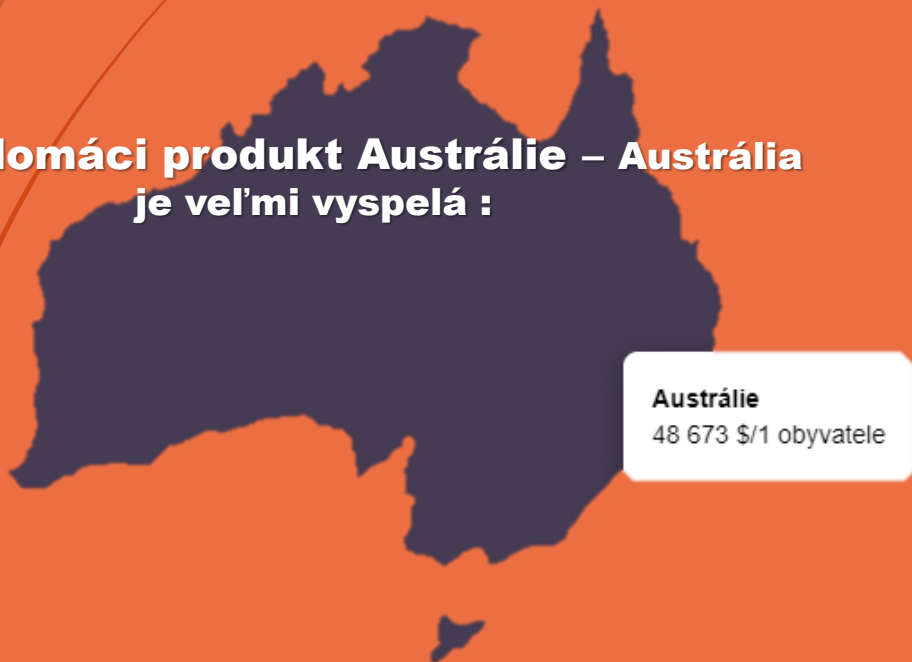 domáci produkt Austrálie – Austrália
je veľmi vyspelá :
Austrálie
48 673 $/1 obyvatele